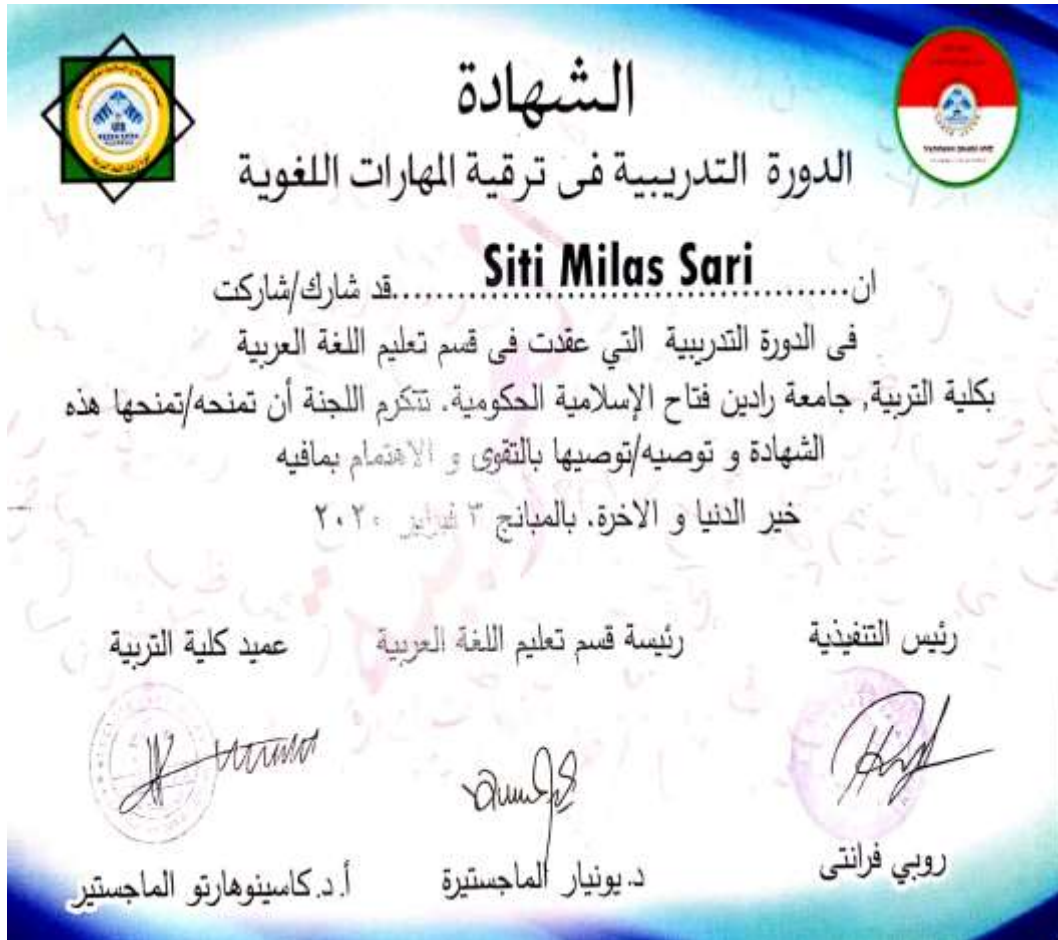 الشهادة
الدورة التدريبية فى ترقية المهارات اللغوية
ان.........Siti Milas Sari.........قد شارك/شاركت
فى الدورة التدريبية التي عقدت فى قسم تعليم اللغة العربية
بكلية التربية, جامعة رادين فتاح الإسلامية الحكومية. تتكرم اللجنة أن تمنحه/تمنحها هذه
الشهادة و توصيه/توصيها بالتقوى و الاهتمام بمافيه
خير الدنيا و الاخرة. بالمبانج ٣ فبراير ٢٠٢٠
رئيس التنفيذية
رئيسة قسم تعليم اللغة العربية
عميد كلية التربية
روبي فرانتى
د.يونيار الماجستيرة
أ.د.كاسينوهارتو الماجستير